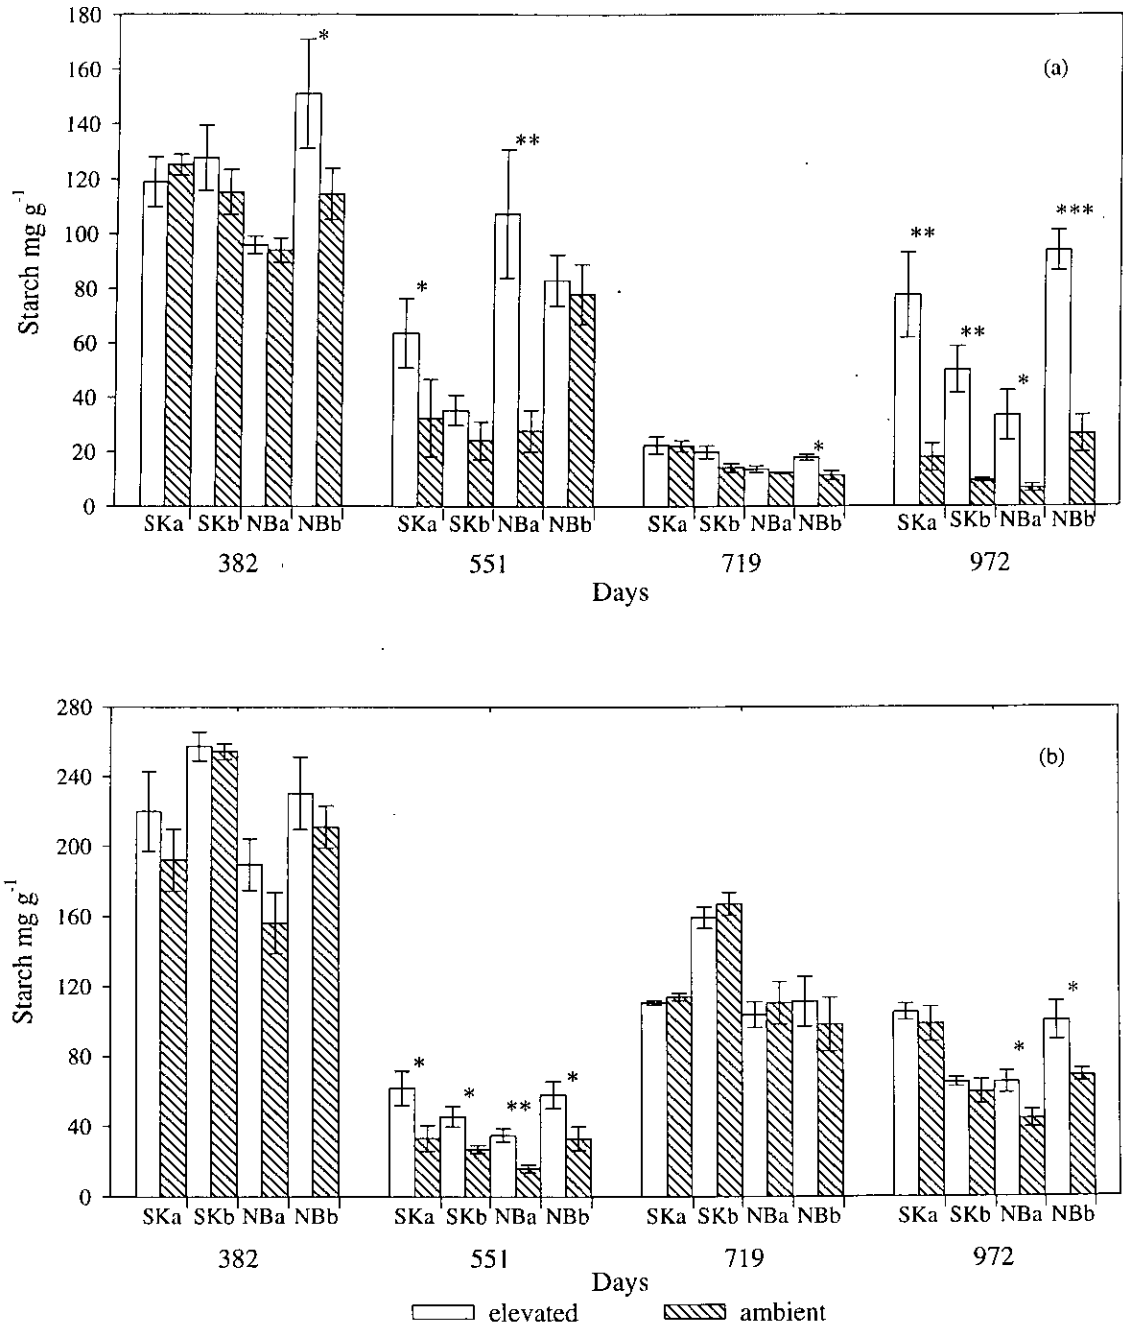 180
160
140
120
100
80
60
40
20
0
Starch mg g⁻¹
(a)
*
*
**
*
**
**
*
***
SKa SKb NBa NBb SKa SKb NBa NBb SKa SKb NBa NBb SKa SKb NBa NBb
382 551 719 972
Days
280
240
200
160
120
80
40
0
Starch mg g⁻¹
(b)
*
*
**
*
*
*
SKa SKb NBa NBb SKa SKb NBa NBb SKa SKb NBa NBb SKa SKb NBa NBb
382 551 719 972
Days
elevated ambient